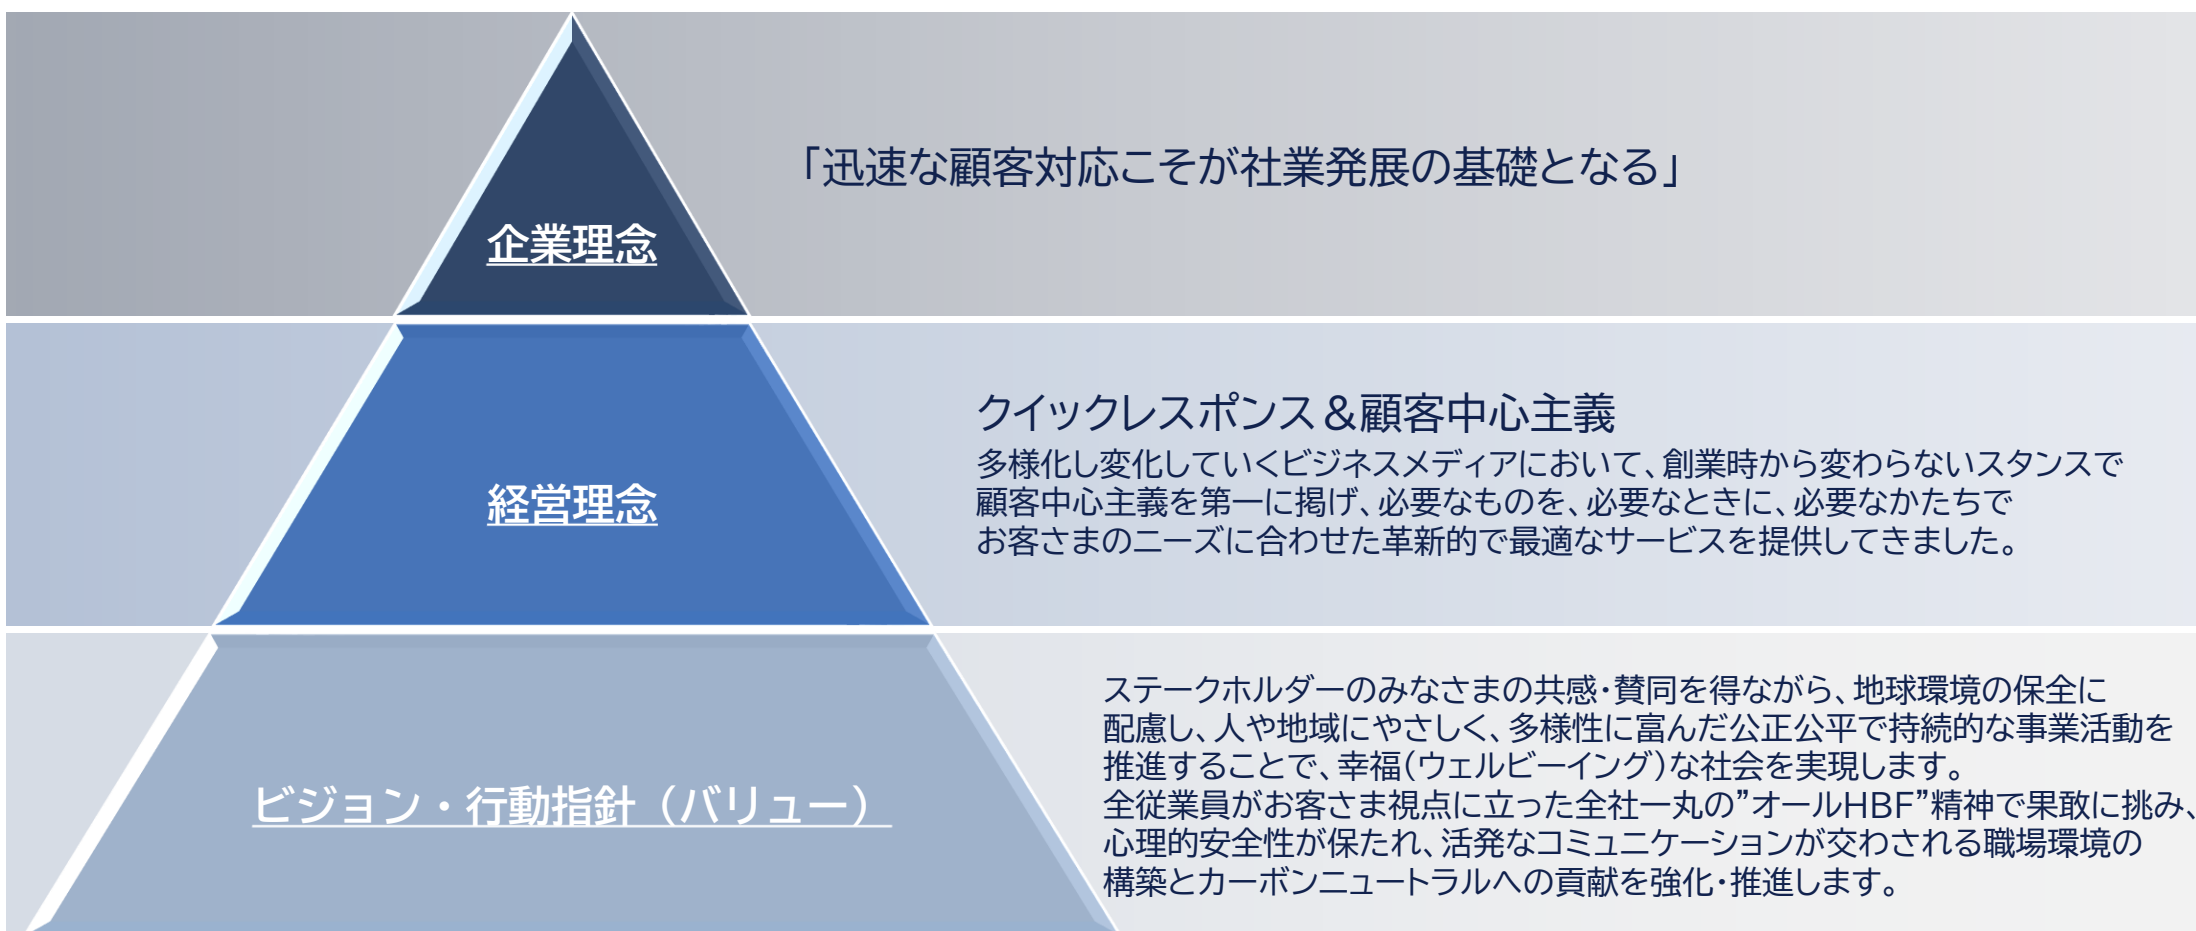 「迅速な顧客対応こそが社業発展の基礎となる」
企業理念
クイックレスポンス&顧客中心主義
多様化し変化していくビジネスメディアにおいて、創業時から変わらないスタンスで
顧客中心主義を第一に掲げ、必要なものを、必要なときに、必要なかたちで
お客さまのニーズに合わせた革新的で最適なサービスを提供してきました。
経営理念
ステークホルダーのみなさまの共感・賛同を得ながら、地球環境の保全に
配慮し、人や地域にやさしく、多様性に富んだ公正公平で持続的な事業活動を
推進することで、幸福(ウェルビーイング)な社会を実現します。
全従業員がお客さま視点に立った全社一丸の”オールHBF”精神で果敢に挑み、
心理的安全性が保たれ、活発なコミュニケーションが交わされる職場環境の
構築とカーボンニュートラルへの貢献を強化・推進します。
ビジョン・行動指針（バリュー）